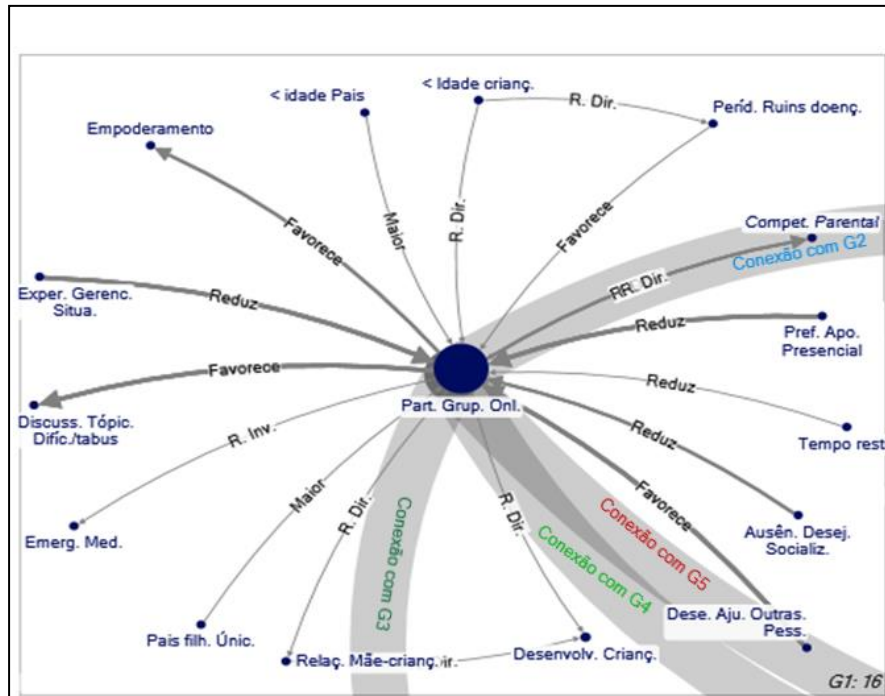 < idade Pais
< Idade crianç.
R. Dir.
Períd. Ruins doenç.
Empoderamento
Favorece
Maior
R. Dir.
Favorece
Compet. Parental
Conexão com G2
RR. Dir.
Exper. Gerenc.
Situa.
Reduz
Reduz
Pref. Apo.
Presencial
Favorece
Part. Grup. Onl.
Reduz
Tempo rest
Discuss. Tópic.
Difíc./tabus
R. Inv.
Reduz
Emerg. Med.
Maior
R. Dir.
Conexão com G3
R. Dir.
Conexão com G4
Conexão com G5
Favorece
Ausên. Desej.
Socializ.
Pais filh. Únic.
Relaç. Mãe-crianç.
ir.
Desenvolv. Crianç.
Dese. Aju. Outras.
Pess.
G1: 16